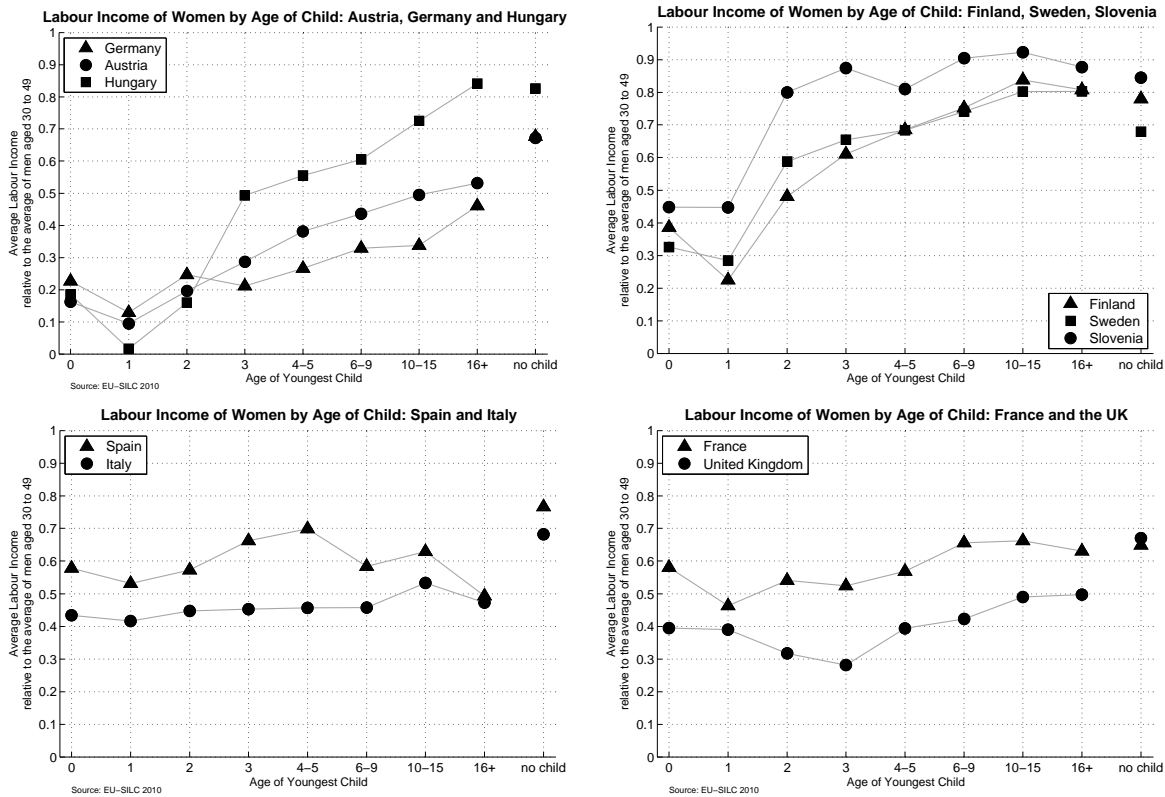 Labour Income of Women by Age of Child: Austria, Germany and Hungary
Germany
Austria
Hungary
Average Labour Income
relative to the average of men aged 30 to 49
1
0.9
0.8
0.7
0.6
0.5
0.4
0.3
0.2
0.1
0
0 1 2 3 4–5 6–9 10–15 16+ no child
Age of Youngest Child
Source: EU–SILC 2010
Labour Income of Women by Age of Child: Finland, Sweden, Slovenia
Average Labour Income
relative to the average of men aged 30 to 49
1
0.9
0.8
0.7
0.6
0.5
0.4
0.3
0.2
0.1
0
Finland
Sweden
Slovenia
0 1 2 3 4–5 6–9 10–15 16+ no child
Age of Youngest Child
Labour Income of Women by Age of Child: Spain and Italy
Spain
Italy
Average Labour Income
relative to the average of men aged 30 to 49
1
0.9
0.8
0.7
0.6
0.5
0.4
0.3
0.2
0.1
0
0 1 2 3 4–5 6–9 10–15 16+ no child
Age of Youngest Child
Source: EU–SILC 2010
Labour Income of Women by Age of Child: France and the UK
France
United Kingdom
Average Labour Income
relative to the average of men aged 30 to 49
1
0.9
0.8
0.7
0.6
0.5
0.4
0.3
0.2
0.1
0
0 1 2 3 4–5 6–9 10–15 16+ no child
Age of Youngest Child
Source: EU–SILC 2010